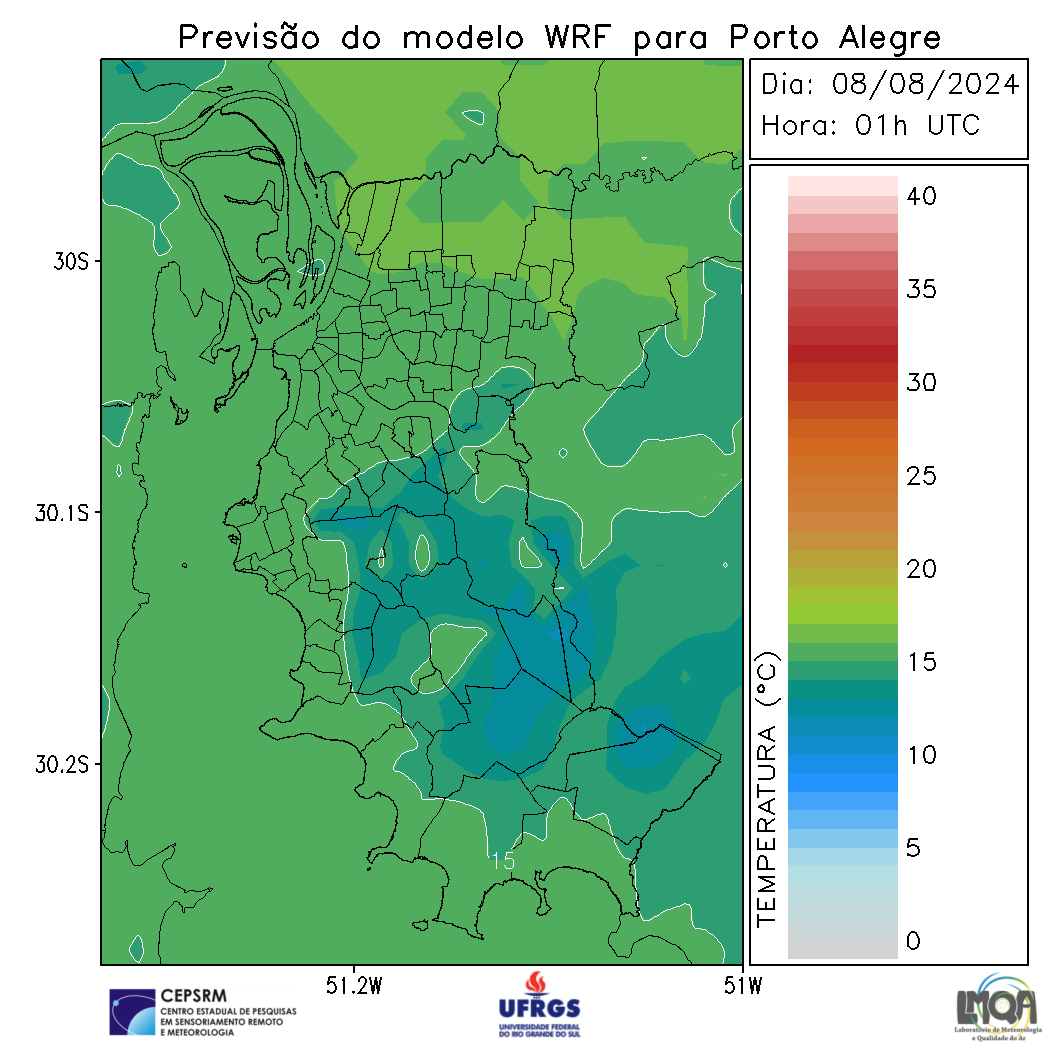 Previsão do modelo WRF para Porto Alegre
Dia: 08/08/2024
Hora: 01h UTC
30S
30.1S
30.2S
51.2W
51W
15
TEMPERATURA (°C)
40
35
30
25
20
15
10
5
0
CEPSRM
CENTRO ESTADUAL DE PESQUISAS
EM SENSORIAMENTO REMOTO
E METEOROLOGIA
UFRGS
UNIVERSIDADE FEDERAL
DO RIO GRANDE DO SUL
LMQA
Laboratório de Meteorologia
e Qualidade do Ar